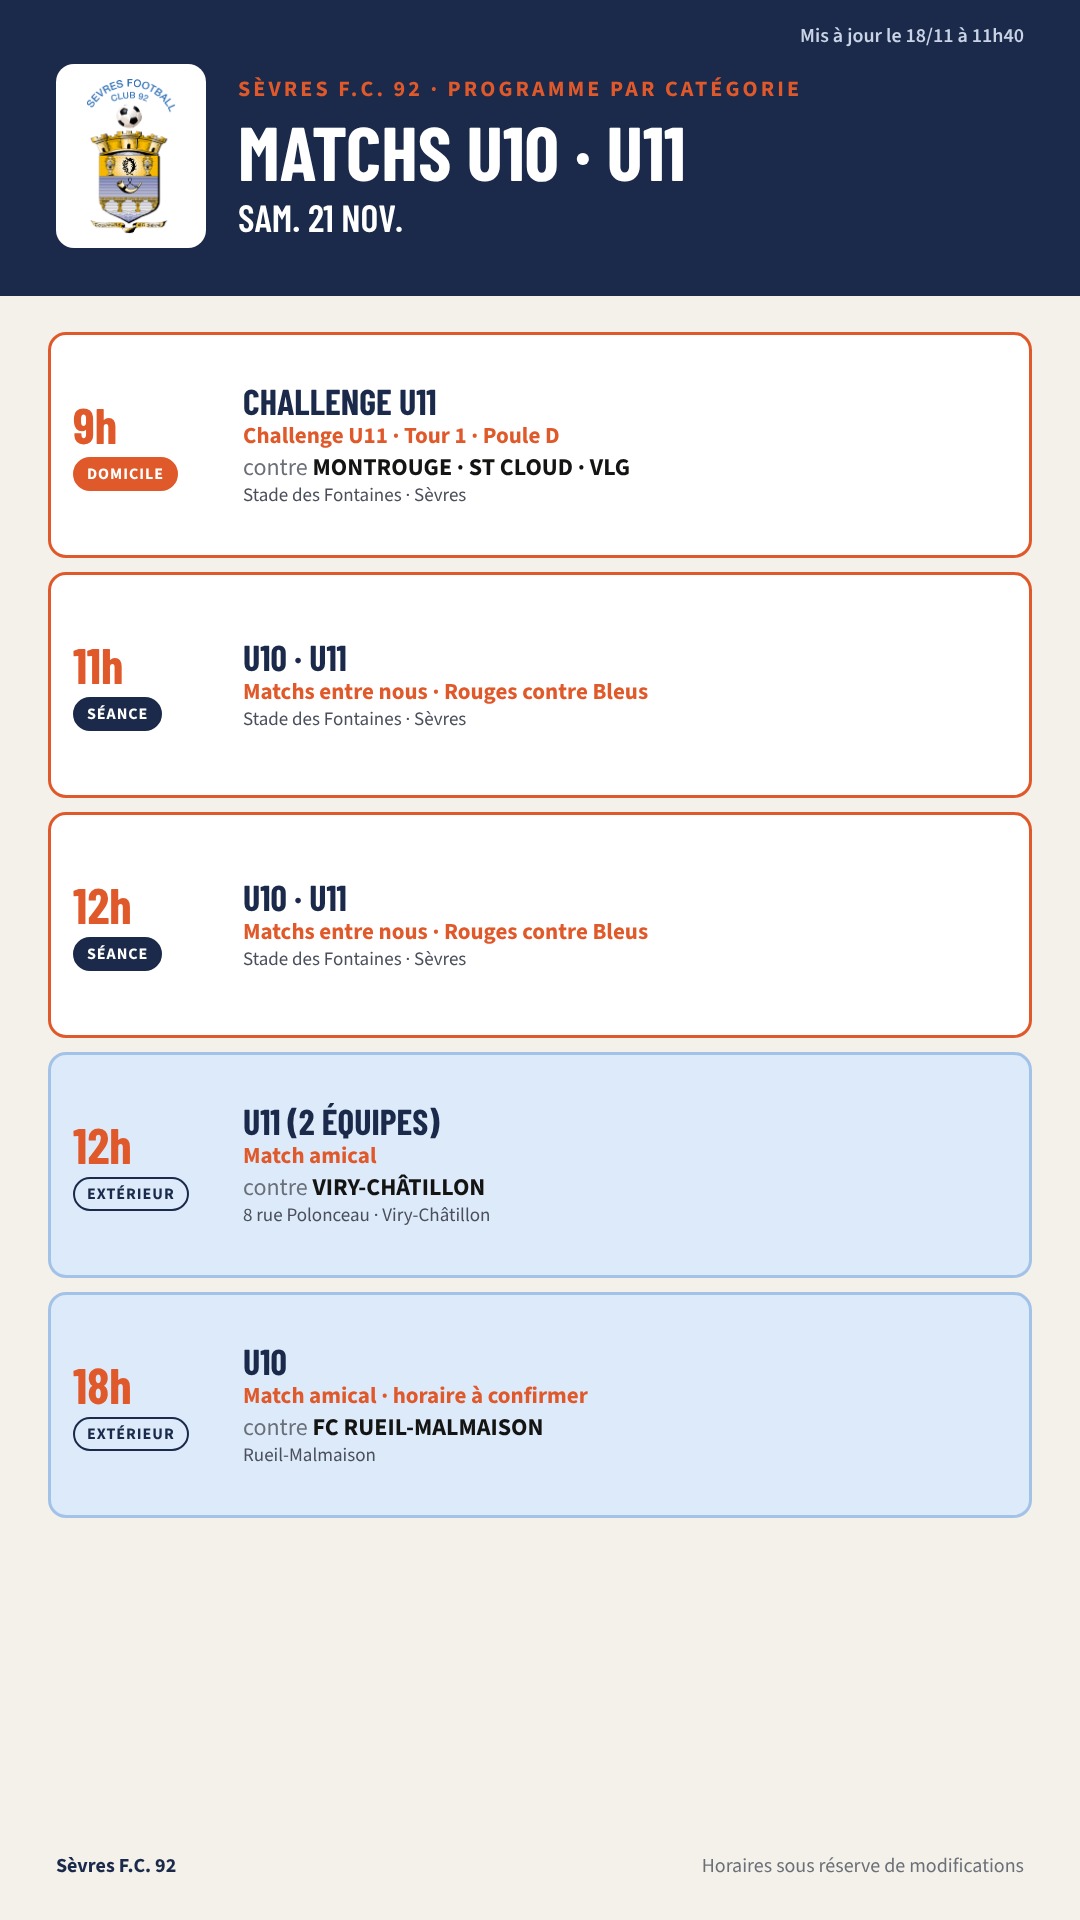 Mis à jour le 18/11 à 11h40
SEVRES FOOTBALL
CLUB 92
SÈVRES F.C. 92 · PROGRAMME PAR CATÉGORIE
MATCHS U10 · U11
SAM. 21 NOV.
9h
DOMICILE
CHALLENGE U11
Challenge U11 · Tour 1 · Poule D
contre MONTROUGE · ST CLOUD · VLG
Stade des Fontaines · Sèvres
11h
SÉANCE
U10 · U11
Matchs entre nous · Rouges contre Bleus
Stade des Fontaines · Sèvres
12h
SÉANCE
U10 · U11
Matchs entre nous · Rouges contre Bleus
Stade des Fontaines · Sèvres
12h
EXTÉRIEUR
U11 (2 ÉQUIPES)
Match amical
contre VIRY-CHÂTILLON
8 rue Polonceau · Viry-Châtillon
18h
EXTÉRIEUR
U10
Match amical · horaire à confirmer
contre FC RUEIL-MALMAISON
Rueil-Malmaison
Sèvres F.C. 92
Horaires sous réserve de modifications